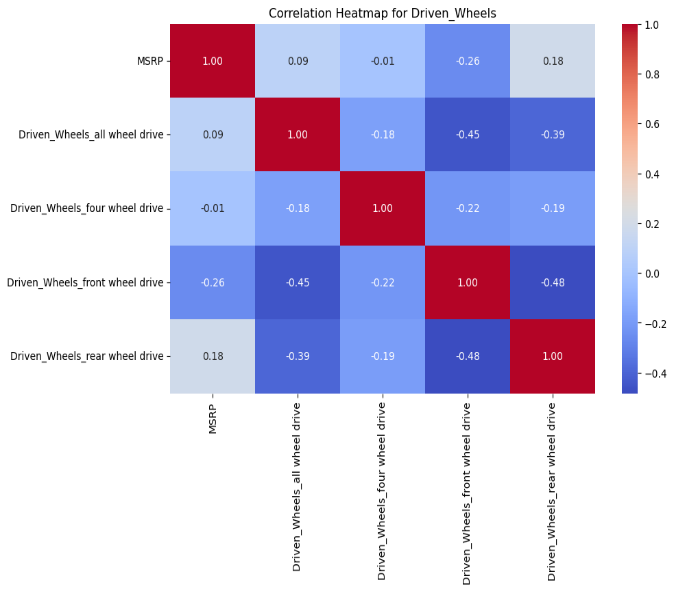 Correlation Heatmap for Driven_Wheels
MSRP 1.00 0.09 -0.01 -0.26 0.18
Driven_Wheels_all wheel drive 0.09 1.00 -0.18 -0.45 -0.39
Driven_Wheels_four wheel drive -0.01 -0.18 1.00 -0.22 -0.19
Driven_Wheels_front wheel drive -0.26 -0.45 -0.22 1.00 -0.48
Driven_Wheels_rear wheel drive 0.18 -0.39 -0.19 -0.48 1.00
MSRP
Driven_Wheels_all wheel drive
Driven_Wheels_four wheel drive
Driven_Wheels_front wheel drive
Driven_Wheels_rear wheel drive
1.0
0.8
0.6
0.4
0.2
0.0
−0.2
−0.4